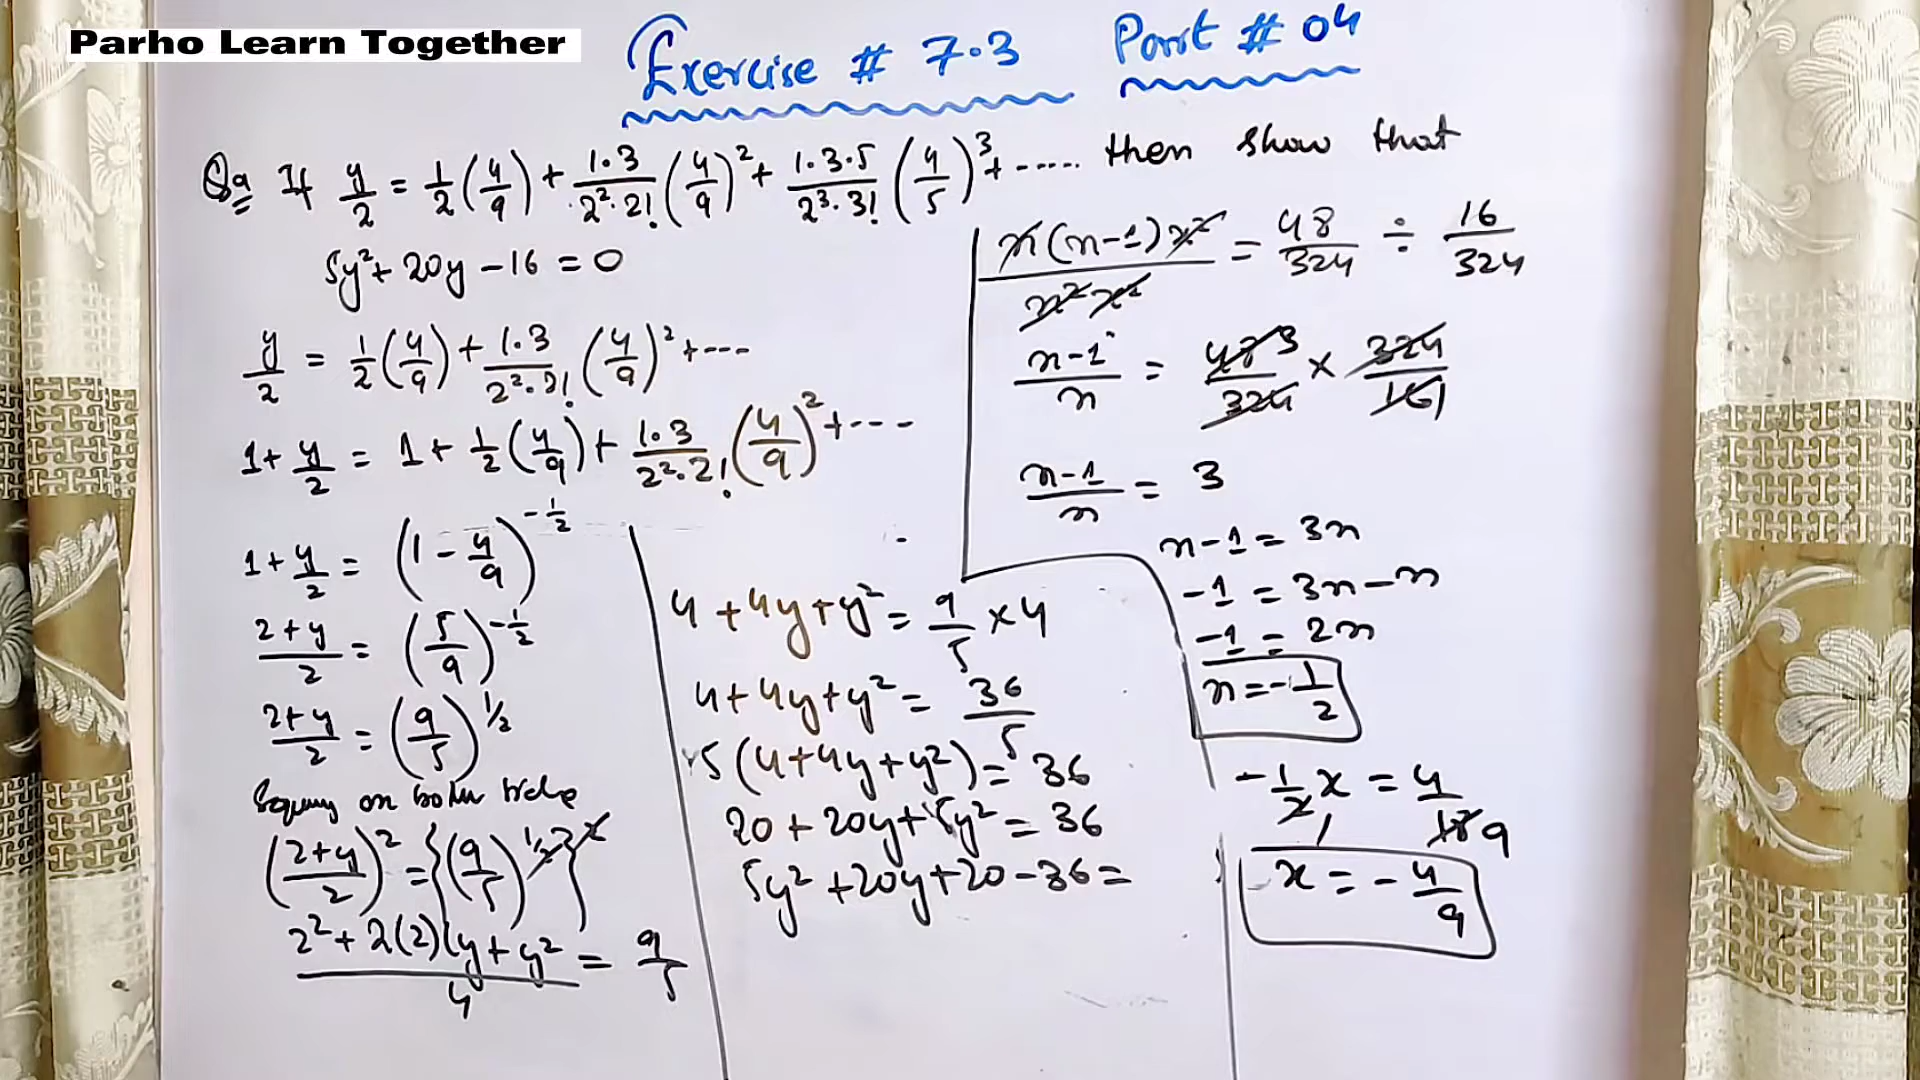 Parho Learn Together
Exercise # 7.3 Part # 04
Q9 If y/2 = 1/2 (4/9) + 1·3/2²·2! (4/9)² + 1·3·5/2³·3! (4/5)³ + ...... then show that
5y² + 20y - 16 = 0
y/2 = 1/2 (4/9) + 1·3/2²·2! (4/9)² + ---
1 + y/2 = 1 + 1/2 (4/9) + 1·3/2²·2! (4/9)² + ----
1 + y/2 = (1 - 4/9)^-1/2
2+y/2 = (5/9)^-1/2
2+y/2 = (9/5)^1/2
on both side
(2+y/2)² = {(9/5)^1/2}²
2² + 2(2)(y + y²/4 = 9/5
4 + 4y + y² = 9/5 × 4
4 + 4y + y² = 36/5
5(4 + 4y + y²) = 36
20 + 20y + 5y² = 36
5y² + 20y + 20 - 36 =
n(n-1)x²/n²x² = 48/324 ÷ 16/324
n-1/n = 48 3/324 × 324/16 1
n-1/n = 3
n-1 = 3n
-1 = 3n - n
-1 = 2n
n = -1/2
-1/2 x = 4/18 9
1
x = -4/9